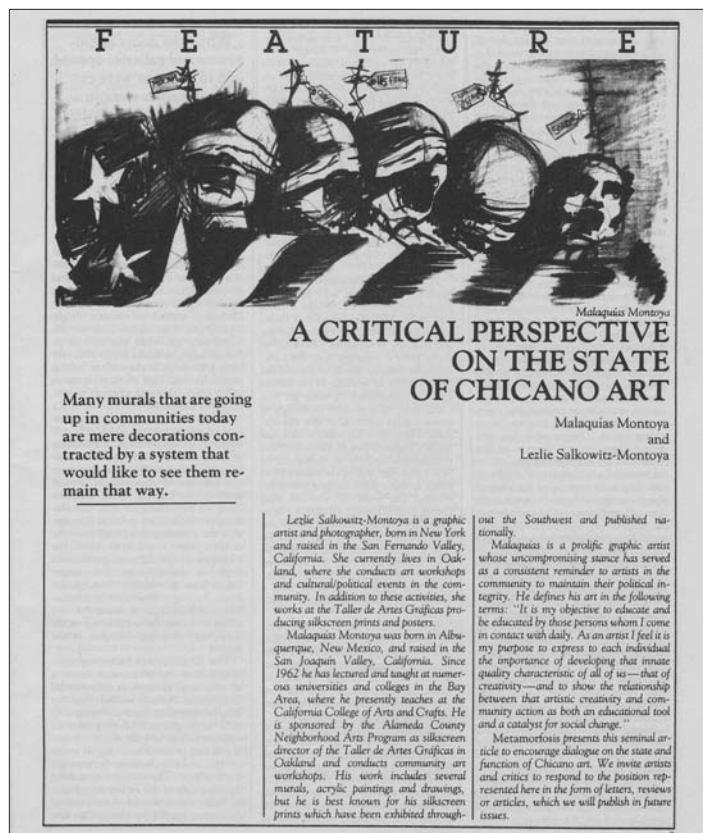 FEATURE
Malaquías Montoya
A CRITICAL PERSPECTIVE
ON THE STATE
OF CHICANO ART
Malaquias Montoya
and
Lezlie Salkowitz-Montoya
Many murals that are going
up in communities today
are mere decorations con-
tracted by a system that
would like to see them re-
main that way.
Lezlie Salkowitz-Montoya is a graphic
artist and photographer, born in New York
and raised in the San Fernando Valley,
California. She currently lives in Oak-
land, where she conducts art workshops
and cultural/political events in the com-
munity. In addition to these activities, she
works at the Taller de Artes Gráficas pro-
ducing silkscreen prints and posters.
Malaquías Montoya was born in Albu-
querque, New Mexico, and raised in the
San Joaquin Valley, California. Since
1962 he has lectured and taught at numer-
ous universities and colleges in the Bay
Area, where he presently teaches at the
California College of Arts and Crafts. He
is sponsored by the Alameda County
Neighborhood Arts Program as silkscreen
director of the Taller de Artes Gráficas in
Oakland and conducts community art
workshops. His work includes several
murals, acrylic paintings and drawings,
but he is best known for his silkscreen
prints which have been exhibited through-
out the Southwest and published na-
tionally.
Malaquias is a prolific graphic artist
whose uncompromising stance has served
as a consistent reminder to artists in the
community to maintain their political in-
tegrity. He defines his art in the following
terms: "It is my objective to educate and
be educated by those persons whom I come
in contact with daily. As an artist I feel it is
my purpose to express to each individual
the importance of developing that innate
quality characteristic of all of us—that of
creativity—and to show the relationship
between that artistic creativity and com-
munity action as both an educational tool
and a catalyst for social change."
Metamorfosis presents this seminal ar-
ticle to encourage dialogue on the state and
function of Chicano art. We invite artists
and critics to respond to the position rep-
resented here in the form of letters, reviews
or articles, which we will publish in future
issues.